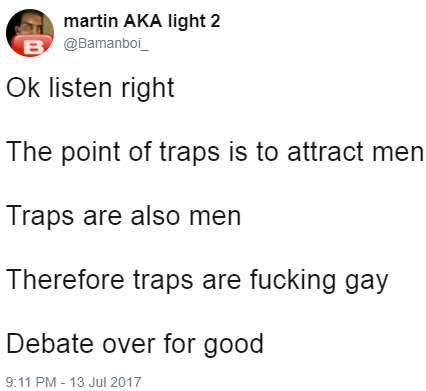 martin AKA light 2
@Bamanboi_
Ok listen right
The point of traps is to attract men
Traps are also men
Therefore traps are fucking gay
Debate over for good
9:11 PM - 13 Jul 2017
B